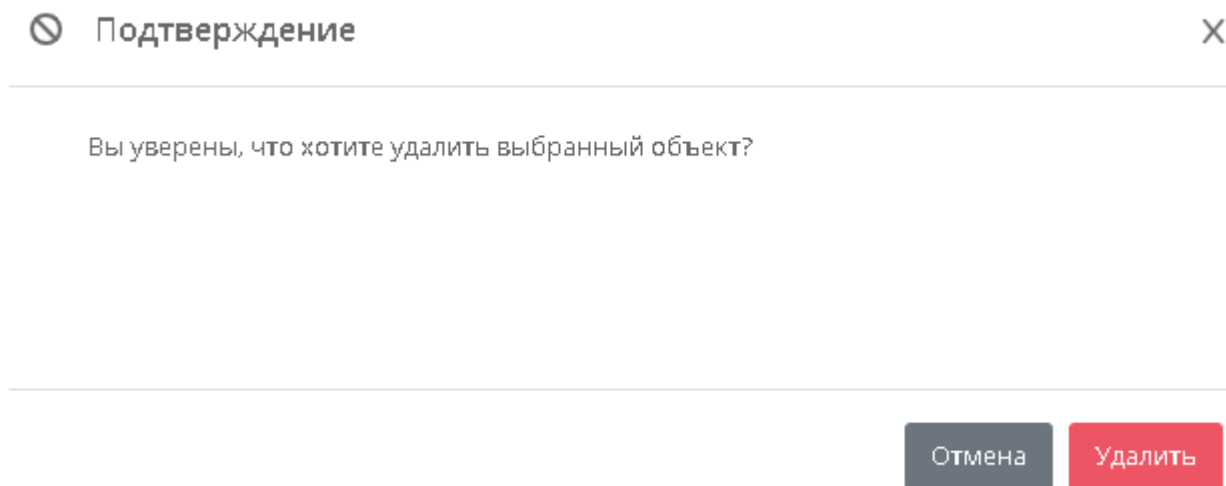 Подтверждение
Вы уверены, что хотите удалить выбранный объект?
Отмена
Удалить